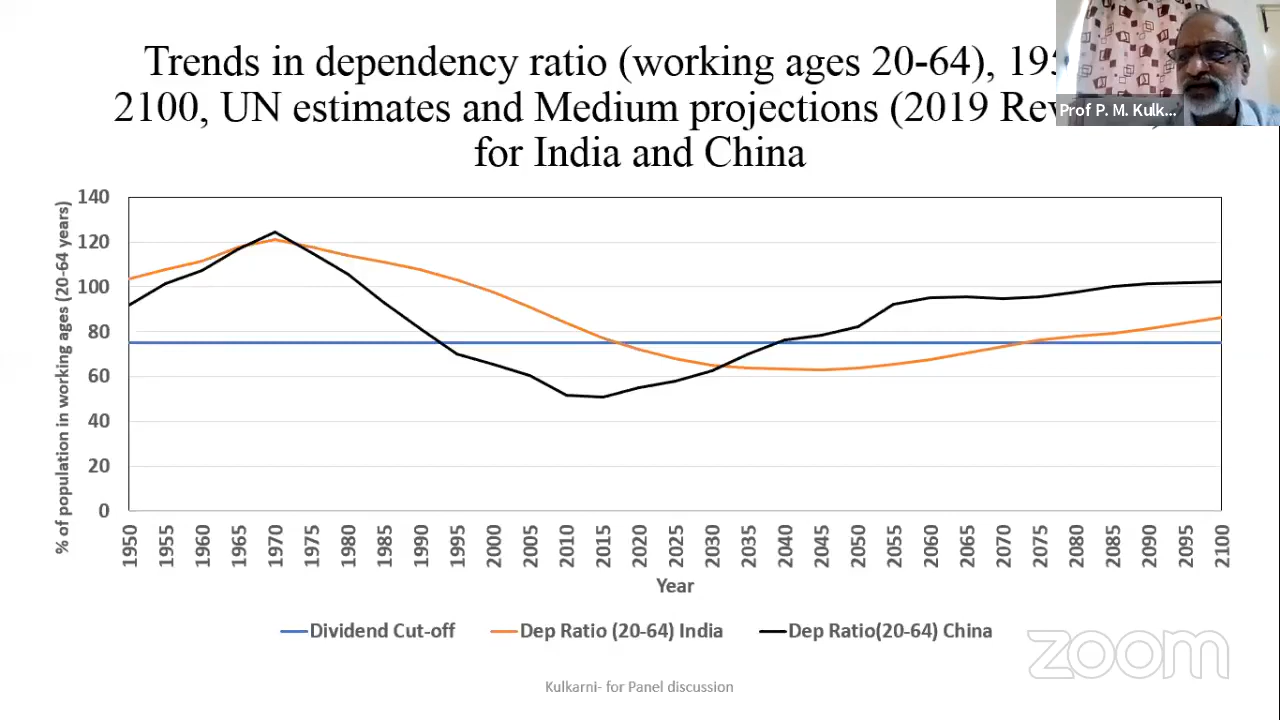 Trends in dependency ratio (working ages 20-64),
2100, UN estimates and Medium projections (2019
for India and China
Prof P. M. Kulk...
% of population in working ages (20-64 years)
140
120
100
80
60
40
20
0
1950 1955 1960 1965 1970 1975 1980 1985 1990 1995 2000 2005 2010 2015 2020 2025 2030 2035 2040 2045 2050 2055 2060 2065 2070 2075 2080 2085 2090 2095 2100
Year
Dividend Cut-off Dep Ratio (20-64) India Dep Ratio(20-64) China
zoom
Kulkarni- for Panel discussion